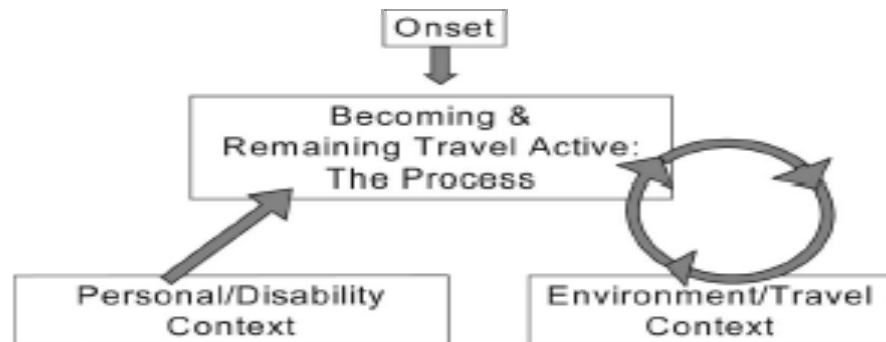 Onset
Becoming &
Remaining Travel Active:
The Process
Personal/Disability
Context
Environment/Travel
Context